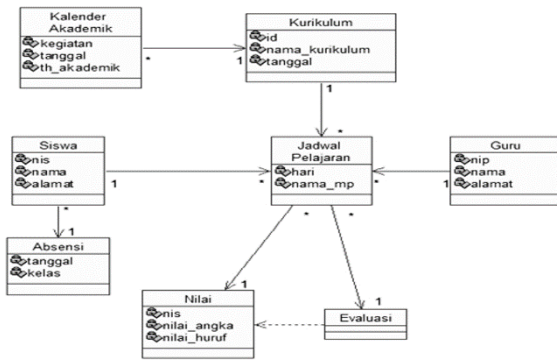 Kalender
Akademik
kegiatan
tanggal
th_akademik
*
1
Kurikulum
id
nama_kurikulum
tanggal
1
*
Siswa
nis
nama
alamat
1
*
Jadwal
Pelajaran
hari
nama_mp
*
1
Guru
nip
nama
alamat
*
1
Absensi
tanggal
kelas
*
*
1
1
Nilai
nis
nilai_angka
nilai_huruf
Evaluasi